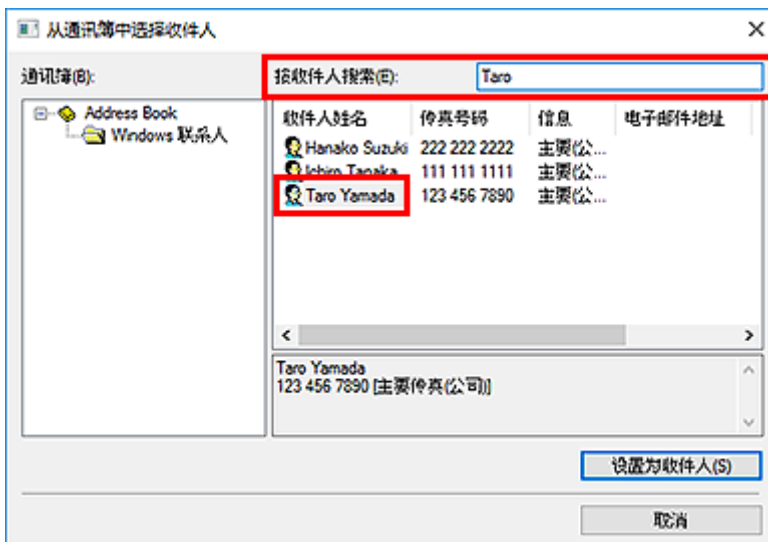 从通讯簿中选择收件人
通讯簿(B):
按收件人搜索(E): Taro
Address Book
Windows 联系人
收件人姓名 传真号码 信息 电子邮件地址
Hanako Suzuki 222 222 2222 主要(公...
Ichiro Tanaka 111 111 1111 主要(公...
Taro Yamada 123 456 7890 主要(公...
Taro Yamada
123 456 7890 [主要传真(公司)]
设置为收件人(S)
取消